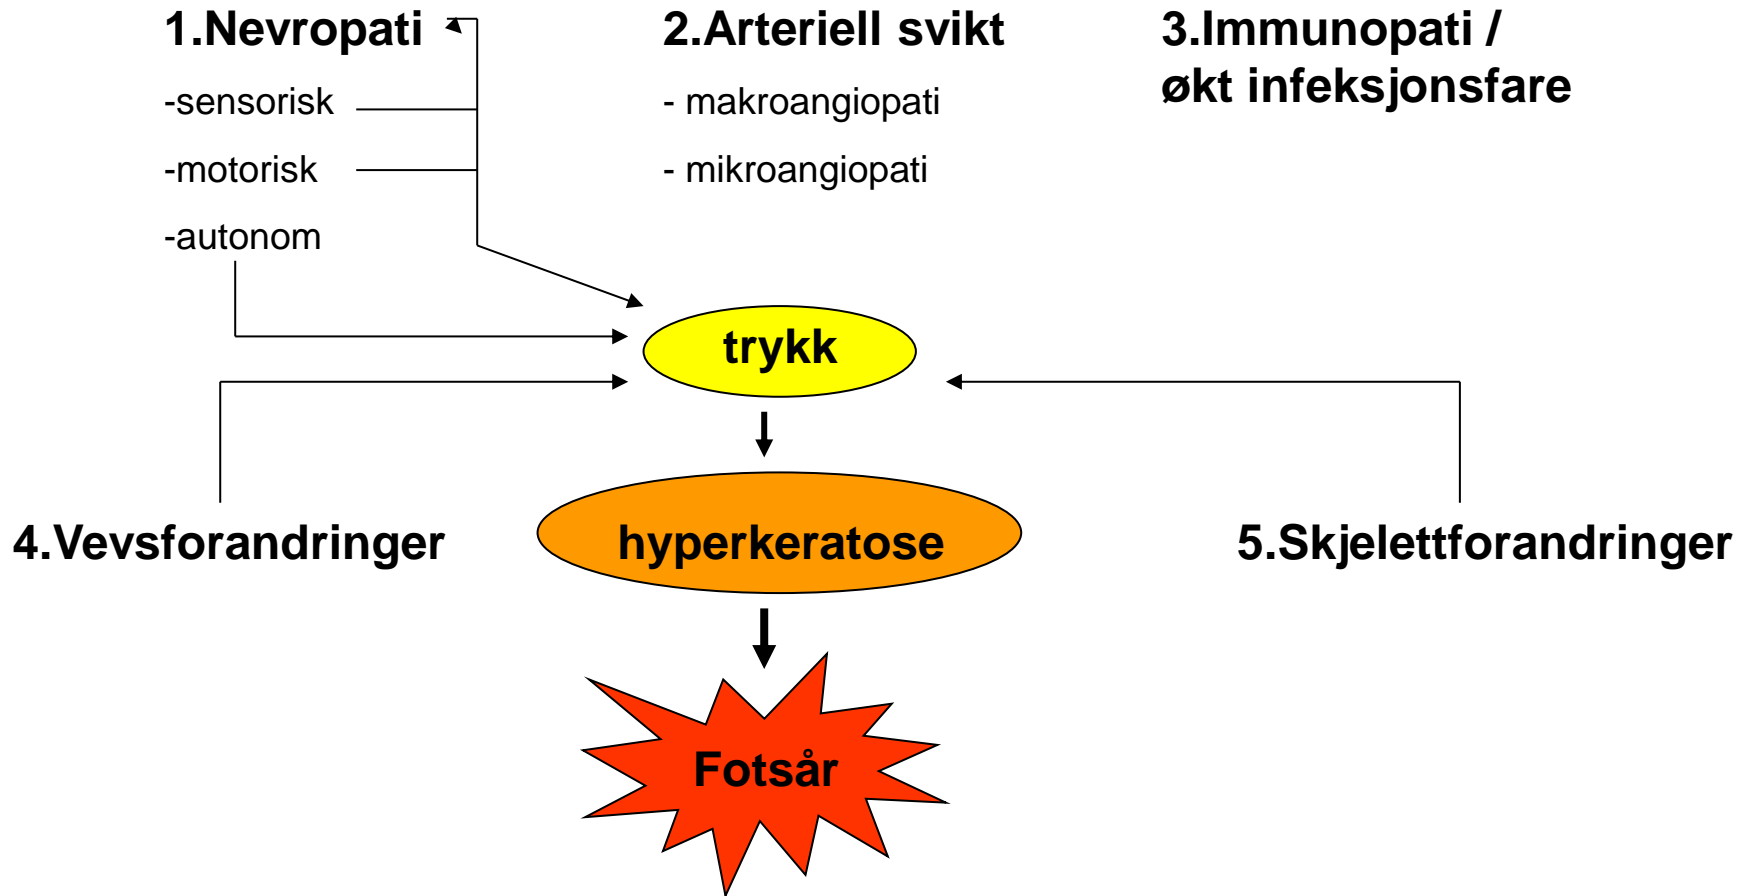 1.Nevropati
-sensorisk
-motorisk
-autonom
2.Arteriell svikt
- makroangiopati
- mikroangiopati
3.Immunopati /
økt infeksjonsfare
trykk
4.Vevsforandringer
hyperkeratose
5.Skjelettforandringer
Fotsår